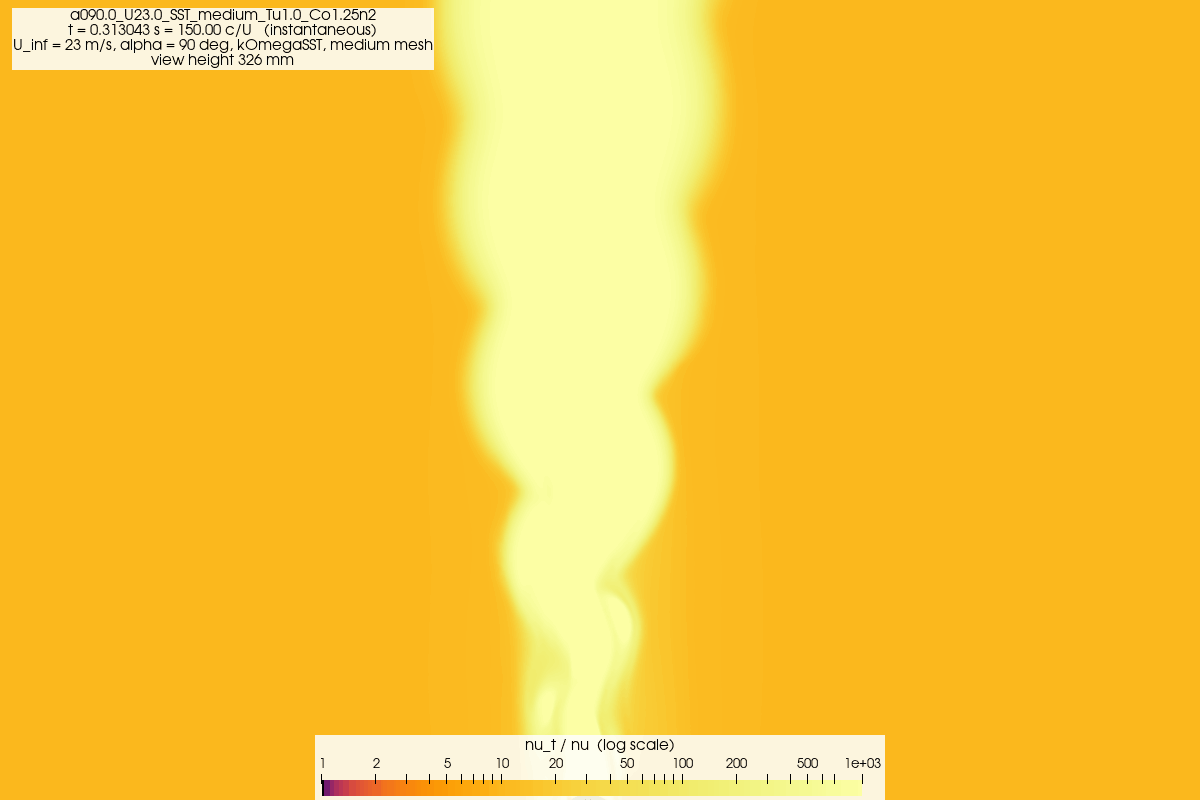 a090.0_U23.0_SST_medium_Tu1.0_Co1.25n2
t = 0.313043 s = 150.00 c/U (instantaneous)
U_inf = 23 m/s, alpha = 90 deg, kOmegaSST, medium mesh
view height 326 mm
nu_t / nu (log scale)
1 2 5 10 20 50 100 200 500 1e+03